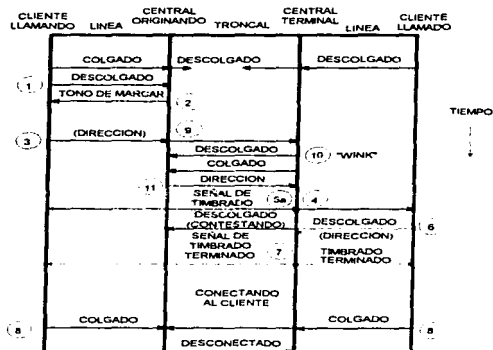 CLIENTE LLAMANDO
LINEA
CENTRAL ORIGINANDO
TRONCAL
CENTRAL TERMINAL
LINEA
CLIENTE LLAMADO
COLGADO
DESCOLGADO
DESCOLGADO
1
DESCOLGADO
TONO DE MARCAR
2
TIEMPO
3
(DIRECCION)
9
DESCOLGADO
10
"WINK"
COLGADO
11
DIRECCION
SEÑAL DE TIMBRADO
5a
4
DESCOLGADO (CONTESTANDO)
DESCOLGADO
6
(DIRECCION)
SEÑAL DE TIMBRADO TERMINADO
7
TIMBRADO TERMINADO
CONECTANDO AL CLIENTE
8
COLGADO
COLGADO
8
DESCONECTADO